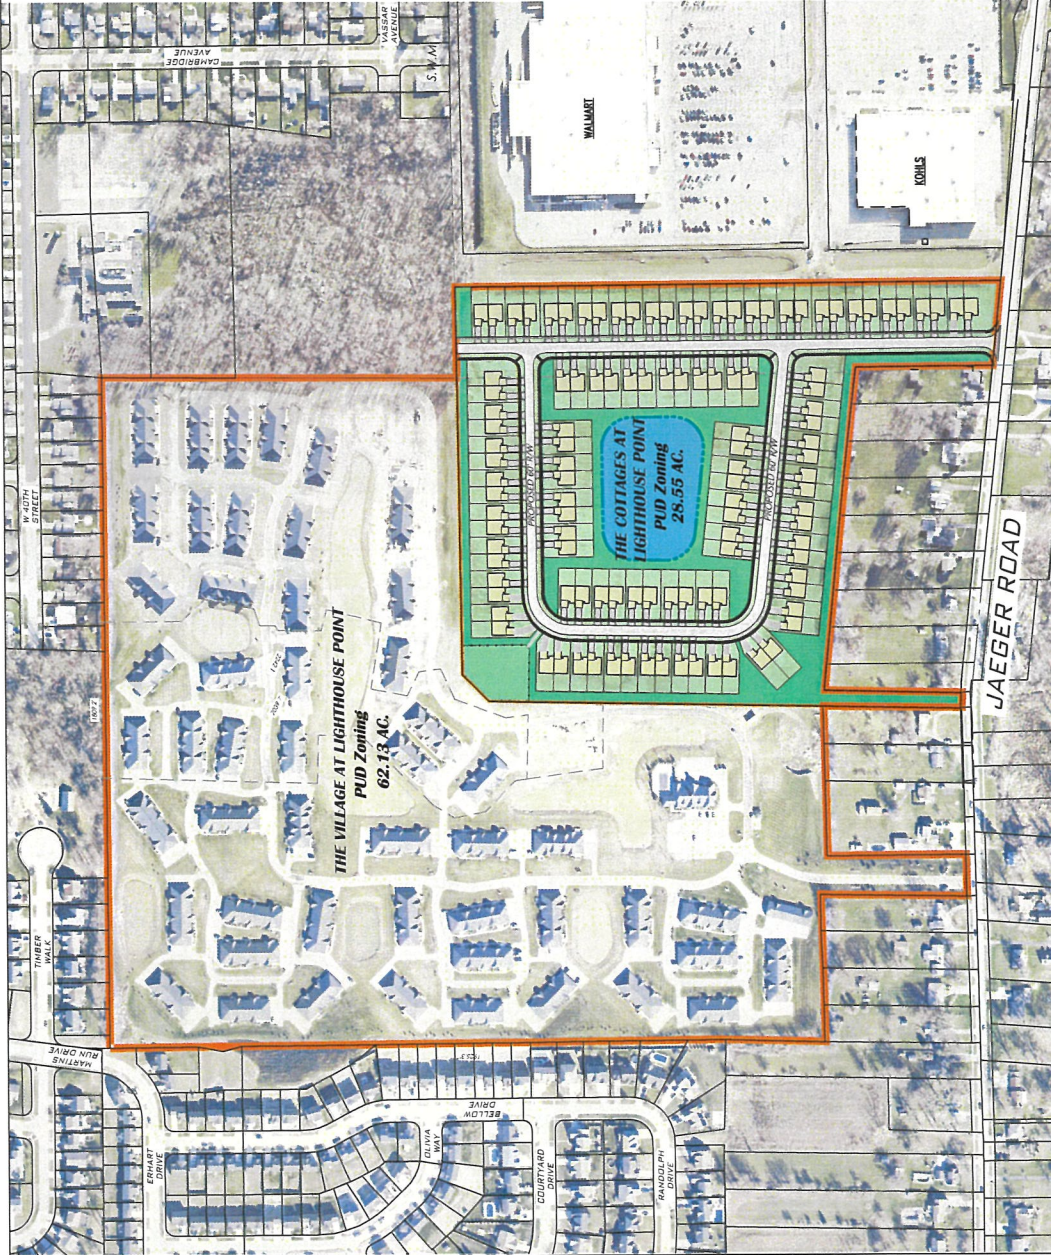 VASSAR
AVENUE
CAMBRIDGE
AVENUE
S.W.M
WALMART
KOHLS
W 40TH
STREET
PROPOSED 60' R/W
THE COTTAGES AT
LIGHTHOUSE POINT
PUD Zoning
28.55 AC.
PROPOSED 60' R/W
JAEGER ROAD
THE VILLAGE AT LIGHTHOUSE POINT
PUD Zoning
62.13 AC.
TIMBER
WALK
MARTINS
RUN DRIVE
BELLOW
DRIVE
OLIVIA
WAY
ERHART
DRIVE
COURTYARD
DRIVE
RANDOLPH
DRIVE